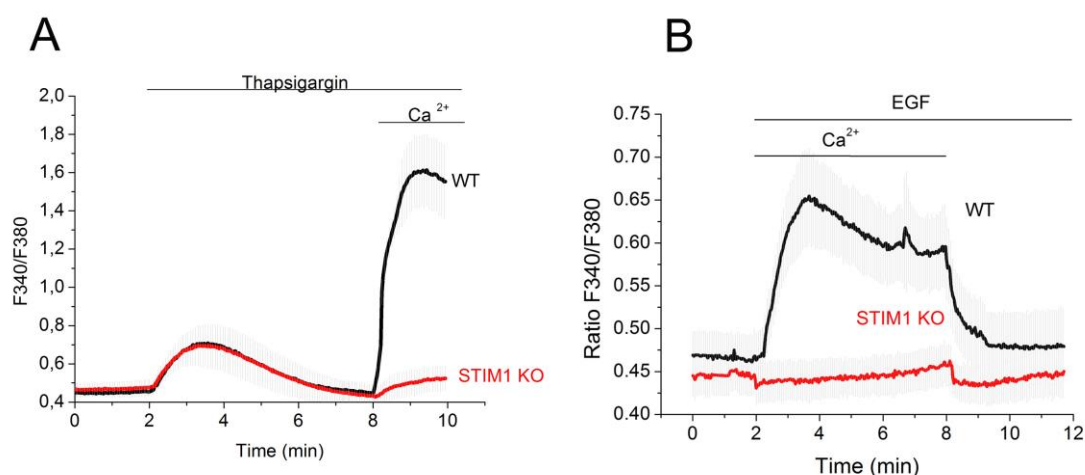 A
Thapsigargin
Ca 2+
2,0
1,8
1,6
1,4
1,2
1,0
0,8
0,6
0,4
F340/F380
WT
STIM1 KO
0 2 4 6 8 10
Time (min)
B
EGF
Ca2+
0.75
0.70
0.65
0.60
0.55
0.50
0.45
0.40
Ratio F340/F380
WT
STIM1 KO
0 2 4 6 8 10 12
Time (min)